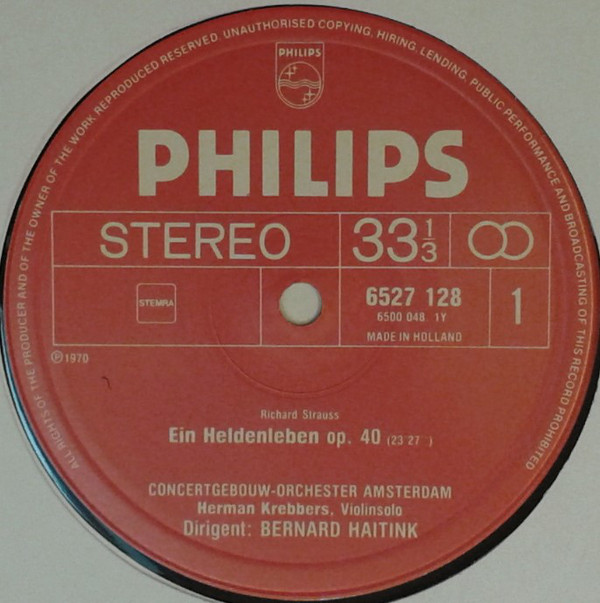 ALL RIGHTS OF THE PRODUCER AND OF THE OWNER OF THE WORK REPRODUCED RESERVED. UNAUTHORISED COPYING, HIRING, LENDING, PUBLIC PERFORMANCE AND BROADCASTING OF THIS RECORD PROHIBITED
PHILIPS
PHILIPS
STEREO 33 1/3
STEMRA
6527 128
6500 048 1Y
MADE IN HOLLAND
1
Ⓟ1970
Richard Strauss
Ein Heldenleben op. 40 (23'27")
CONCERTGEBOUW-ORCHESTER AMSTERDAM
Herman Krebbers, Violinsolo
Dirigent: BERNARD HAITINK